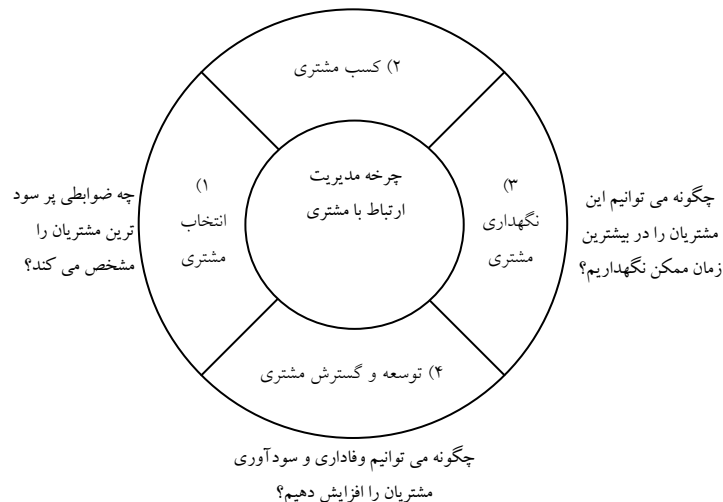 ۲) کسب مشتری
چرخه مدیریت
ارتباط با مشتری
۱)
انتخاب
مشتری
چه ضوابطی پر سود
ترین مشتریان را
مشخص می کند؟
۳)
نگهداری
مشتری
چگونه می توانیم این
مشتریان را در بیشترین
زمان ممکن نگهداریم؟
۴) توسعه و گسترش مشتری
چگونه می توانیم وفاداری و سودآوری
مشتریان را افزایش دهیم؟